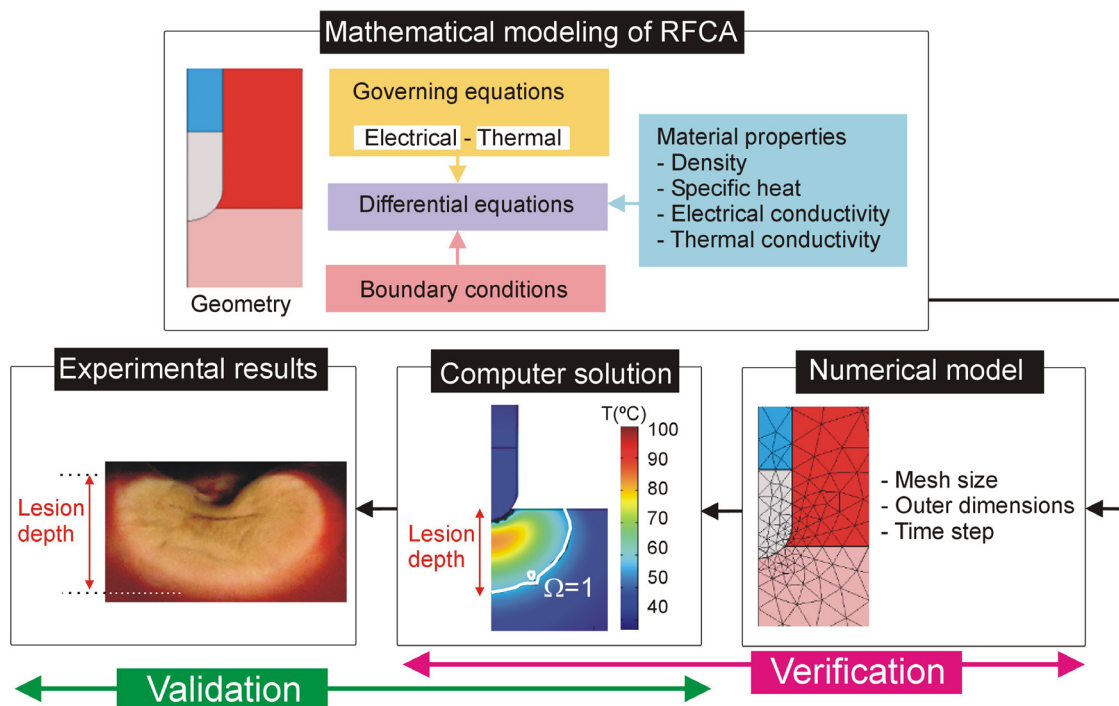 Mathematical modeling of RFCA
Geometry
Governing equations
Electrical - Thermal
Differential equations
Boundary conditions
Material properties
- Density
- Specific heat
- Electrical conductivity
- Thermal conductivity
Experimental results
Lesion
depth
Computer solution
T(ºC)
100
90
80
70
60
50
40
Lesion
depth
Ω=1
Numerical model
- Mesh size
- Outer dimensions
- Time step
Validation
Verification